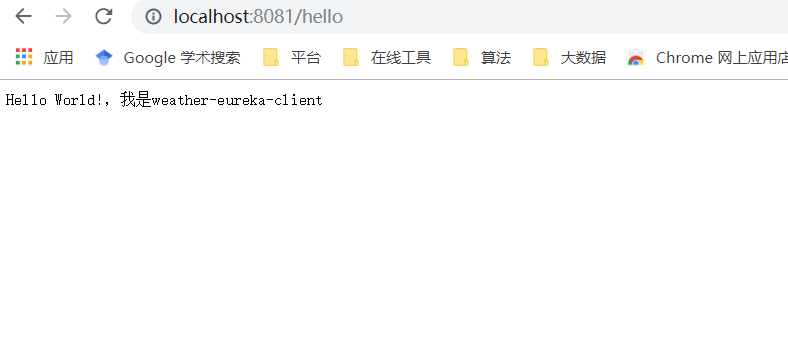 localhost:8081/hello
应用 Google 学术搜索 平台 在线工具 算法 大数据 Chrome 网上应用店
Hello World!，我是weather-eureka-client